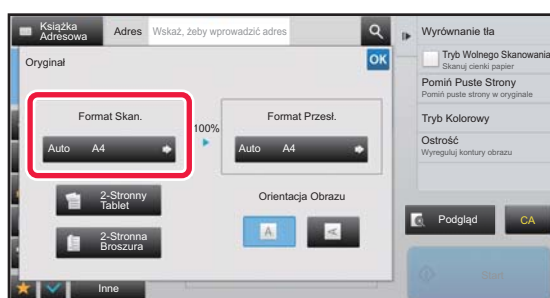 Książka
Adresowa
Adres
Wskaż, żeby wprowadzić adres
Oryginał
OK
Format Skan.
100%
Format Przesł.
Auto A4
Auto A4
2-Stronny
Tablet
Orientacja Obrazu
2-Stronna
Broszura
A
A
Inne
Wyrównanie tła
Tryb Wolnego Skanowania
Skanuj cienki papier
Pomiń Puste Strony
Pomiń puste strony w oryginale
Tryb Kolorowy
Ostrość
Wyreguluj kontury obrazu
Podgląd
CA
Start